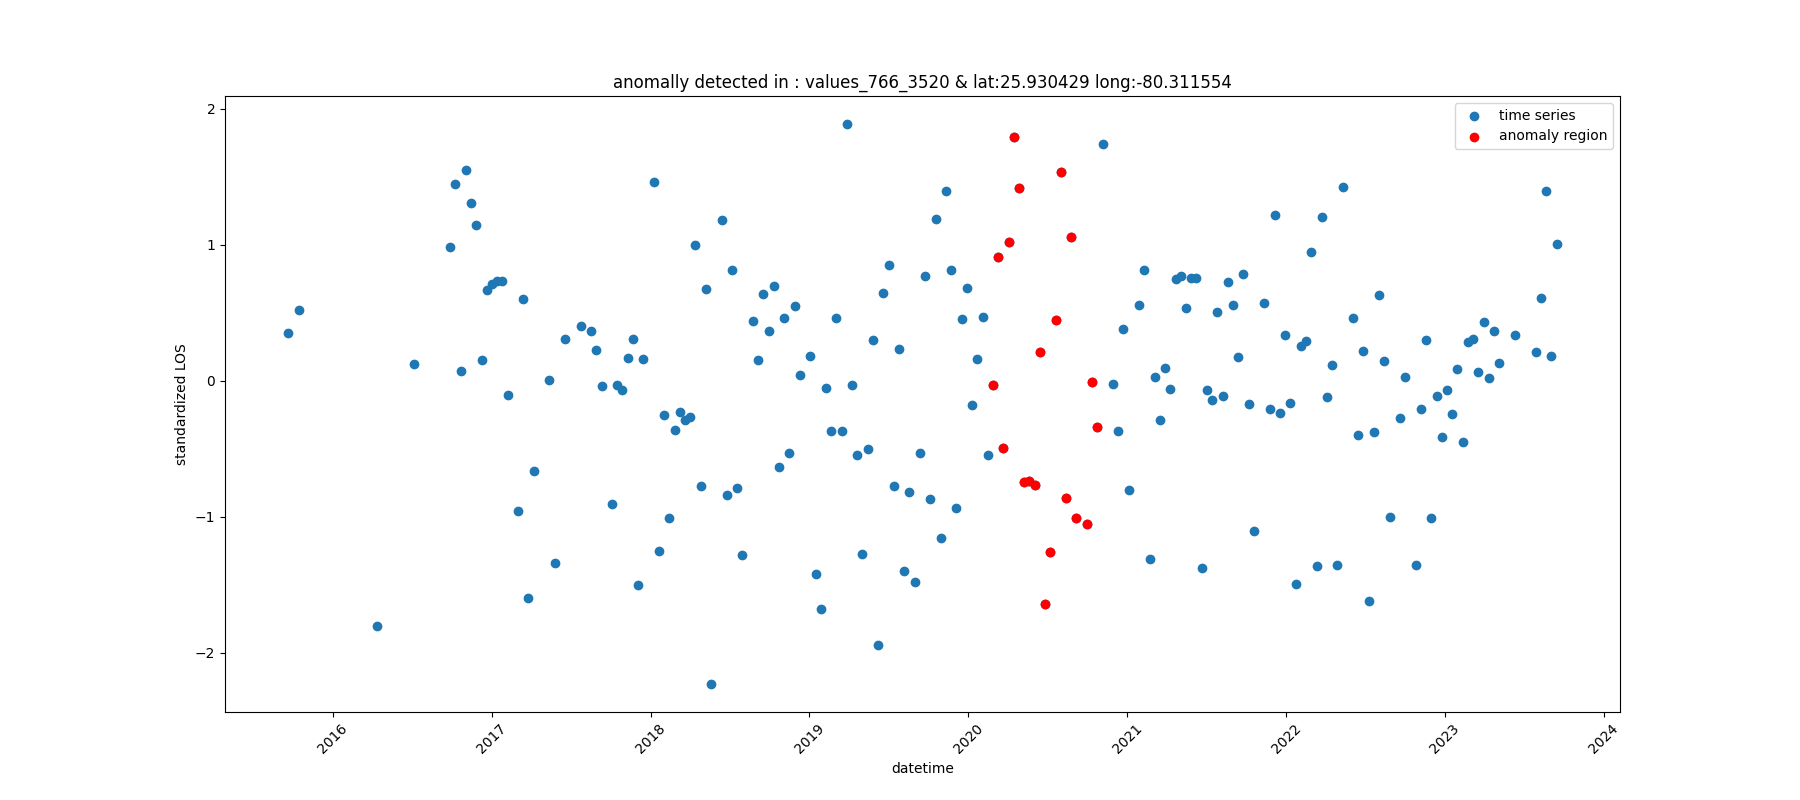 anomally detected in : values_766_3520 & lat:25.930429 long:-80.311554
time series
anomaly region
2
1
0
−1
−2
standardized LOS
2016
2017
2018
2019
2020
2021
2022
2023
2024
datetime